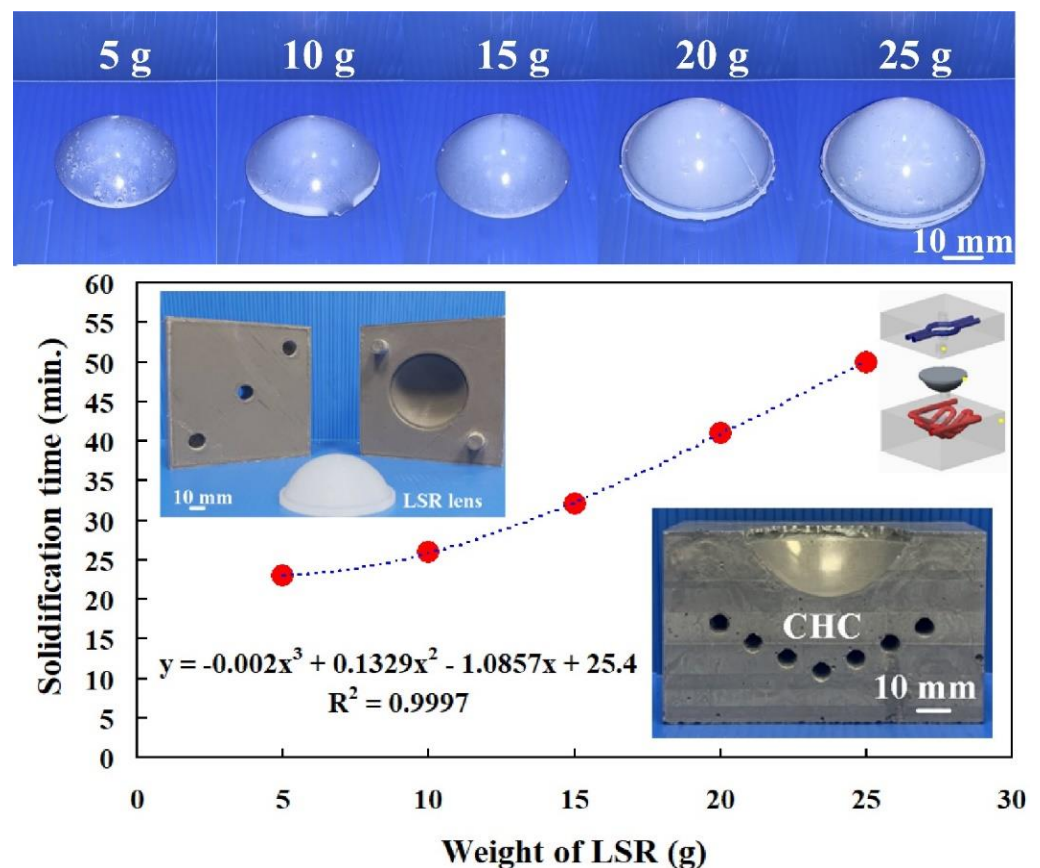 5 g 10 g 15 g 20 g 25 g
10 mm
60
55
50
45
40
35
30
25
20
15
10
5
0
Solidification time (min.)
10 mm
LSR lens
CHC
10 mm
y = -0.002x³ + 0.1329x² - 1.0857x + 25.4
R² = 0.9997
0 5 10 15 20 25 30
Weight of LSR (g)